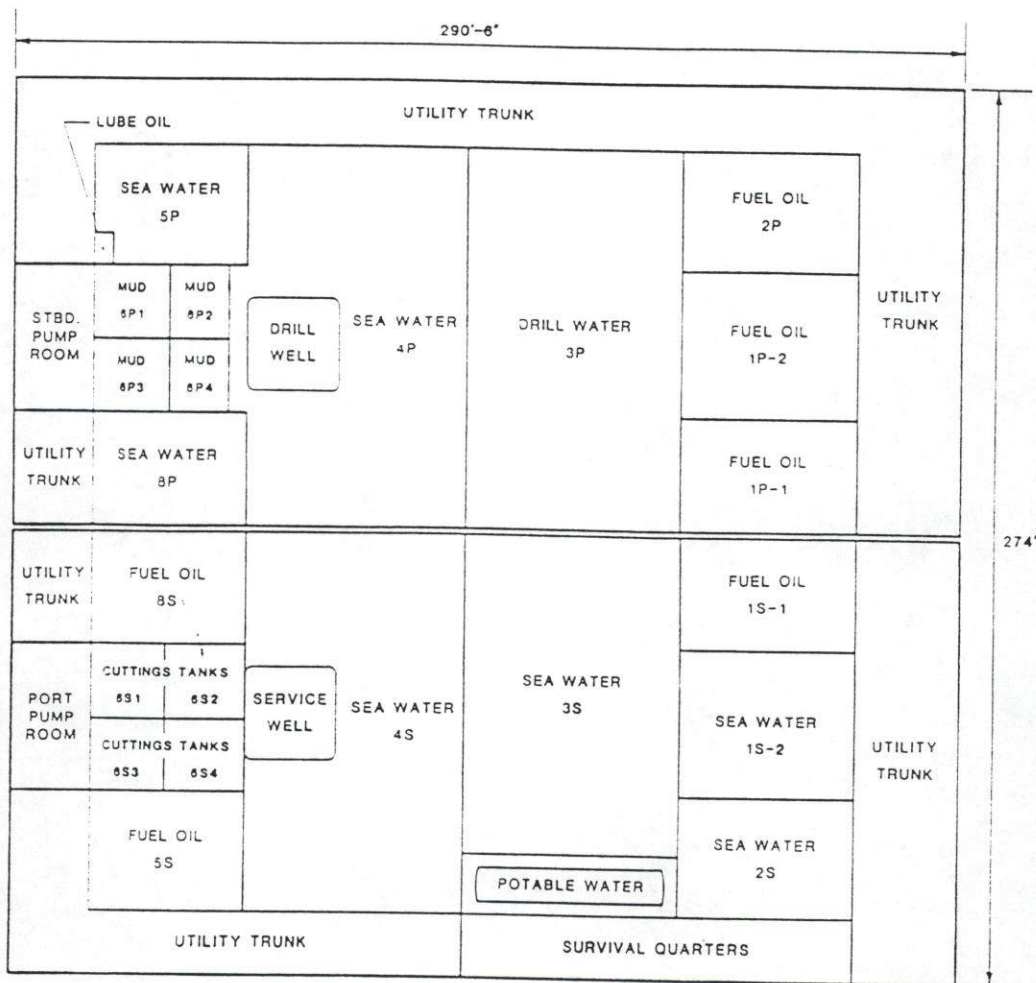 290'-6"
UTILITY TRUNK
LUBE OIL
SEA WATER
5P
FUEL OIL
2P
MUD
6P1
MUD
6P2
STBD.
PUMP
ROOM
DRILL
WELL
SEA WATER
4P
DRILL WATER
3P
FUEL OIL
1P-2
UTILITY
TRUNK
MUD
6P3
MUD
6P4
UTILITY
TRUNK
SEA WATER
8P
FUEL OIL
1P-1
274'
UTILITY
TRUNK
FUEL OIL
8S
FUEL OIL
1S-1
CUTTINGS TANKS
6S1
6S2
PORT
PUMP
ROOM
SERVICE
WELL
SEA WATER
4S
SEA WATER
3S
SEA WATER
1S-2
UTILITY
TRUNK
CUTTINGS TANKS
6S3
6S4
FUEL OIL
5S
SEA WATER
2S
POTABLE WATER
UTILITY TRUNK
SURVIVAL QUARTERS